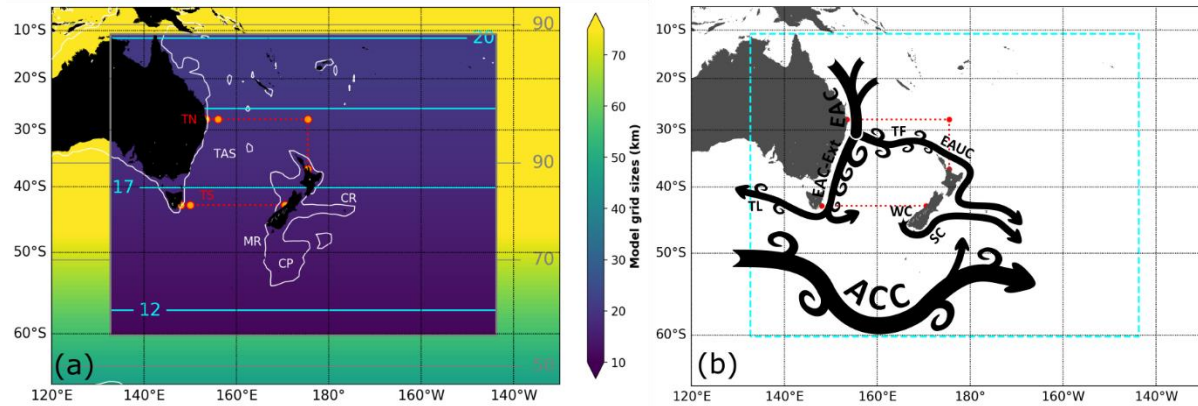 10°S
20°S
30°S
40°S
50°S
60°S
120°E
140°E
160°E
180°
160°W
140°W
90
20
TN
TAS
90
17
TS
CR
MR
CP
70
12
50
(a)
70
60
50
40
30
20
10
Model grid sizes (km)
10°S
20°S
30°S
40°S
50°S
60°S
120°E
140°E
160°E
180°
160°W
140°W
EAC
TF
EAUC
EAC-Ext
TL
WC
SC
ACC
(b)